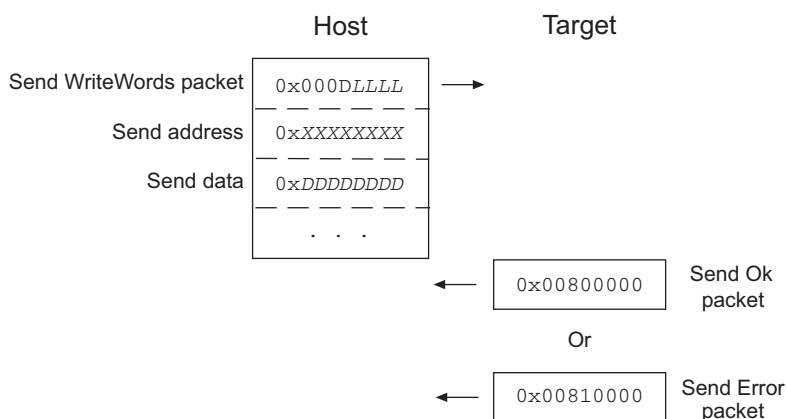 Host Target
Send WriteWords packet 0x000DLLLL
Send address 0xXXXXXXXX
Send data 0xDDDDDDDD
. . .
0x00800000 Send Ok
packet
Or
0x00810000 Send Error
packet